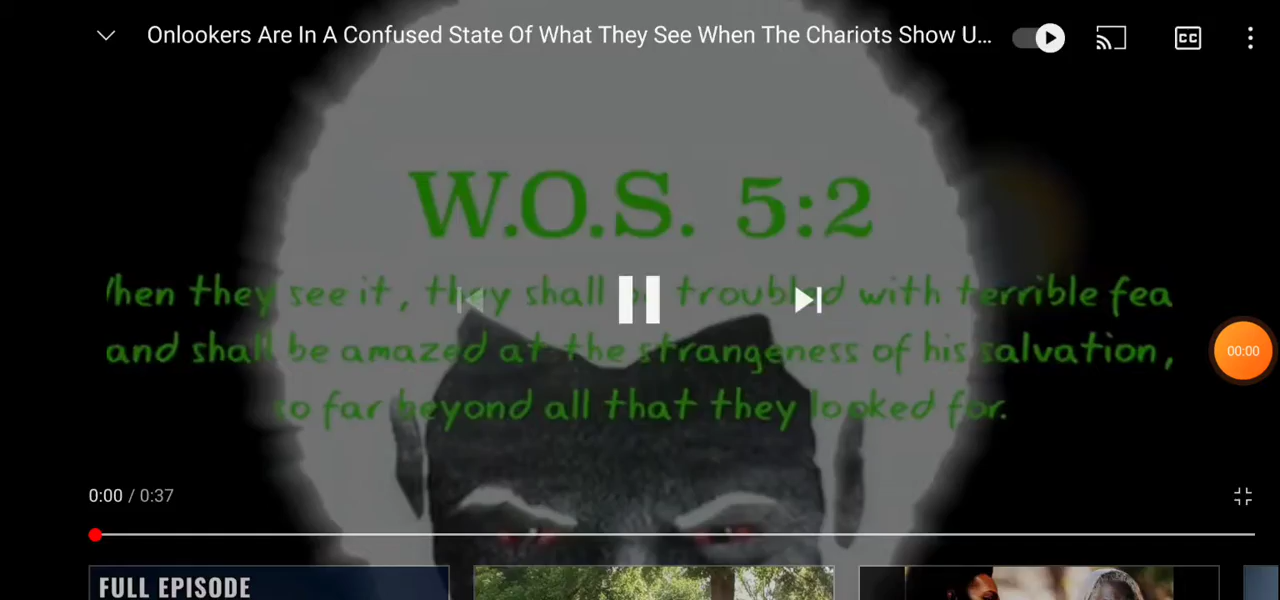 Onlookers Are In A Confused State Of What They See When The Chariots Show U...
CC
W.O.S. 5:2
hen they see it, they shall be troubled with terrible fea
and shall be amazed at the strangeness of his salvation,
so far beyond all that they looked for.
00:00
0:00 / 0:37
FULL EPISODE